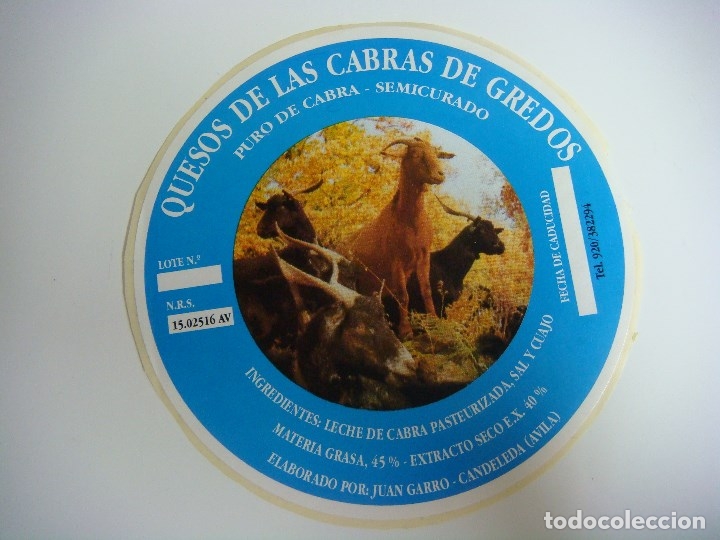 QUESOS DE LAS CABRAS DE GREDOS
PURO DE CABRA - SEMICURADO
LOTE N.º
N.R.S.
15.02516 AV
FECHA DE CADUCIDAD
Tel. 920/382294
INGREDIENTES: LECHE DE CABRA PASTEURIZADA, SAL Y CUAJO
MATERIA GRASA, 45 % - EXTRACTO SECO E.X. 40 %
ELABORADO POR: JUAN GARRO - CANDELEDA (AVILA)
todocoleccion.net